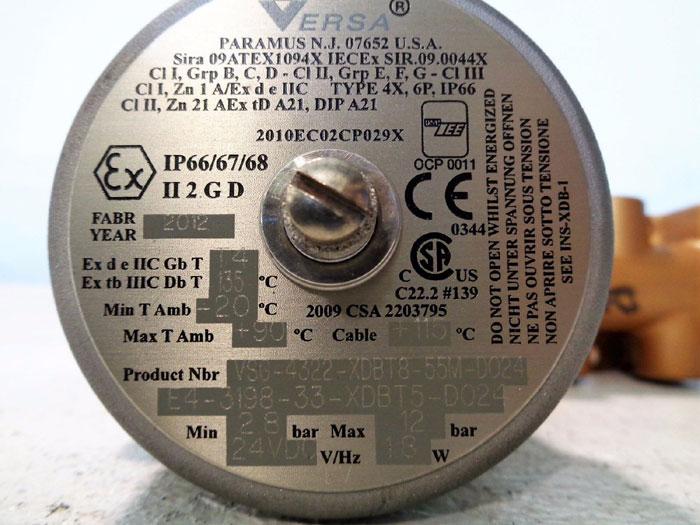 VERSA®
PARAMUS N.J. 07652 U.S.A.
Sira 09ATEX1094X IECEx SIR.09.0044X
Cl I, Grp B, C, D - Cl II, Grp E, F, G - Cl III
Cl I, Zn 1 A/Ex d e IIC TYPE 4X, 6P, IP66
Cl II, Zn 21 AEx tD A21, DIP A21
2010EC02CP029X
OCP 0011
Ex IP66/67/68
II 2 G D
CE 0344
FABR YEAR 2012
Ex d e IIC Gb T 4
Ex tb IIIC Db T 135 °C
C US
C22.2 #139
Min T Amb -20 °C
2009 CSA 2203795
Max T Amb +90 °C Cable +115 °C
Product Nbr VSG-4322-XDBT8-55M-D024
E4-3198-33-XDBT5-D024
Min 2.8 bar Max 12 bar
24VDC V/Hz 1.8 W
DO NOT OPEN WHILST ENERGIZED
NICHT UNTER SPANNUNG OFFNEN
NE PAS OUVRIR SOUS TENSION
NON APRIRE SOTTO TENSIONE
SEE INS-XDB-1